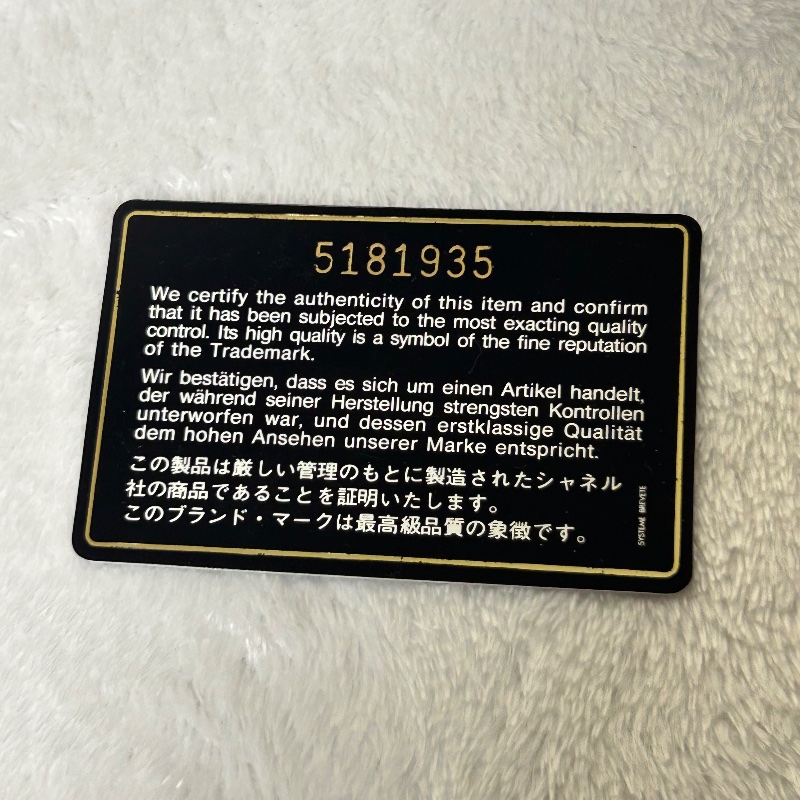 5181935
We certify the authenticity of this item and confirm
that it has been subjected to the most exacting quality
control. Its high quality is a symbol of the fine reputation
of the Trademark.
Wir bestätigen, dass es sich um einen Artikel handelt,
der während seiner Herstellung strengsten Kontrollen
unterworfen war, und dessen erstklassige Qualität
dem hohen Ansehen unserer Marke entspricht.
この製品は厳しい管理のもとに製造されたシャネル
社の商品であることを証明いたします。
このブランド・マークは最高級品質の象徴です。
SYSTEME BREVETE